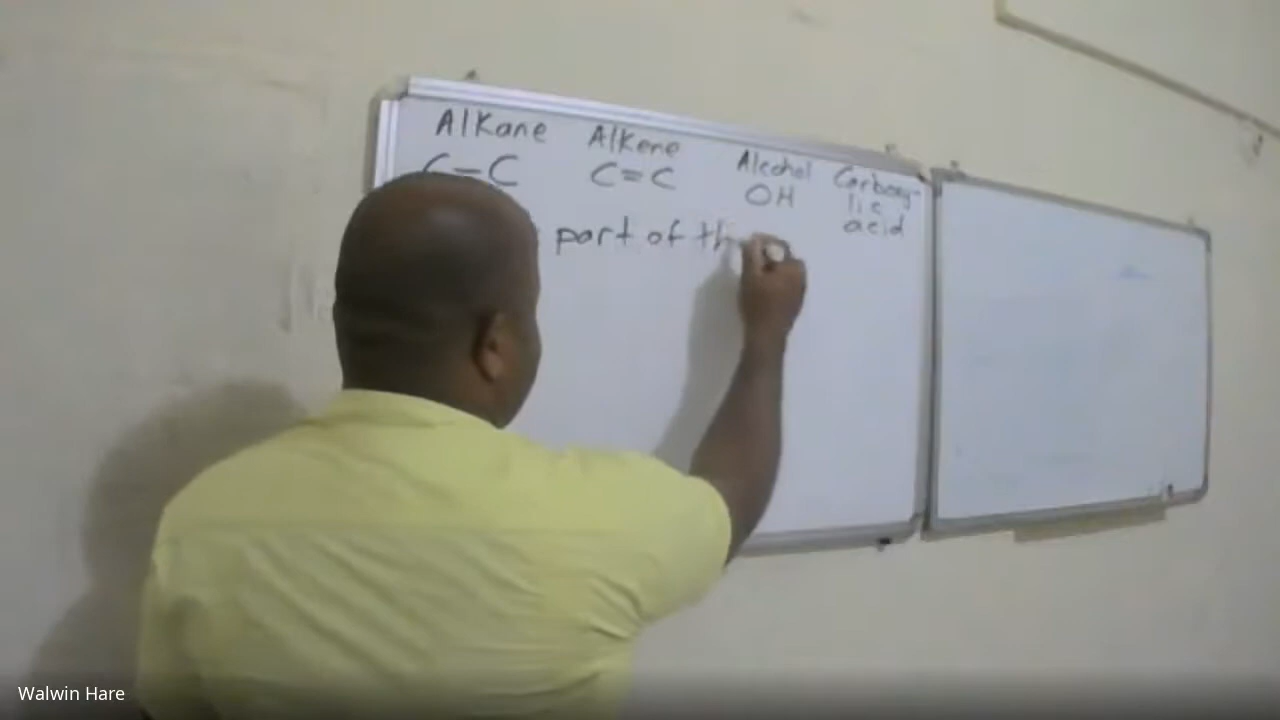 Alkane Alkene Alcohol Carboxy-
C=C C=C OH lic
acid
part of th
Walwin Hare